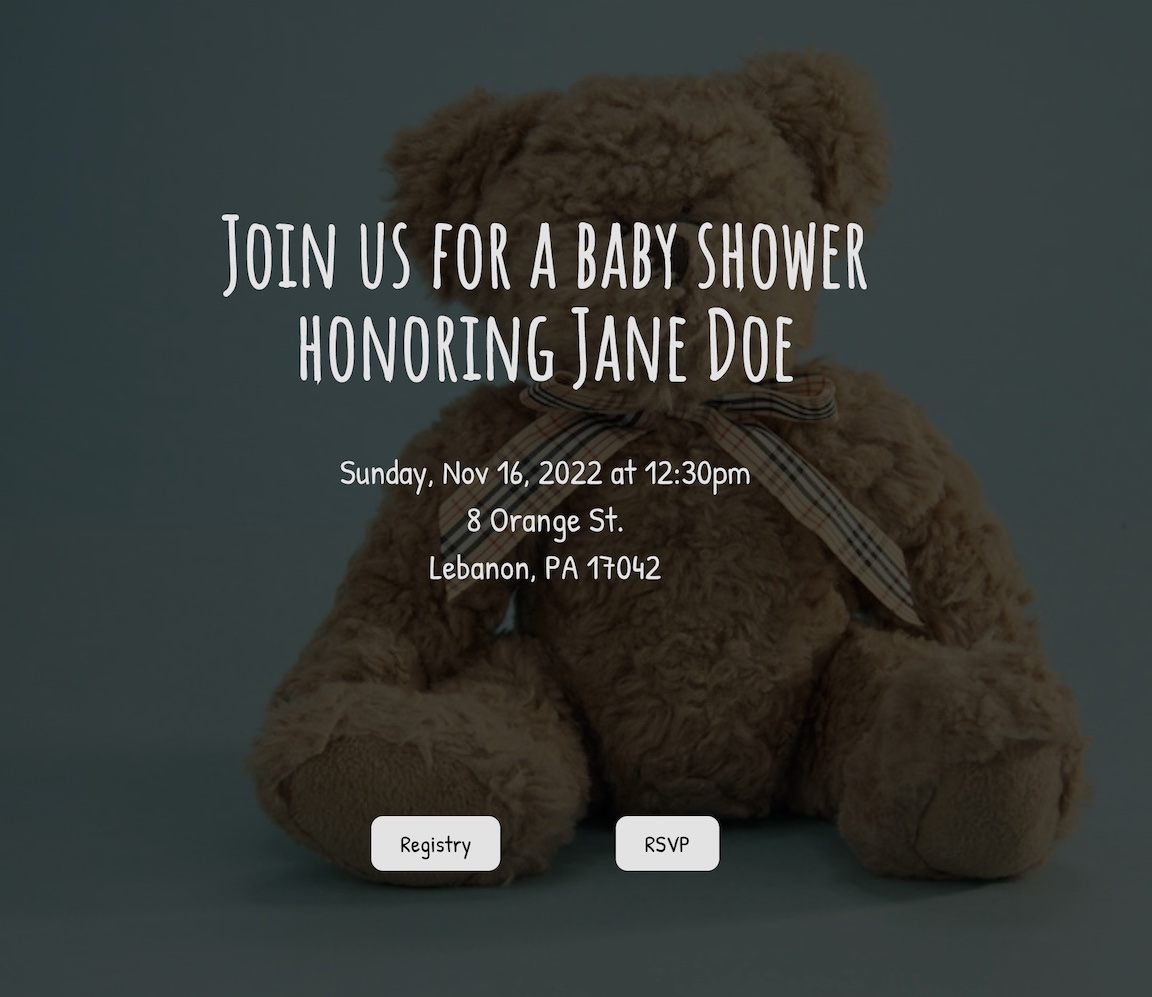 Join us for a baby shower
honoring Jane Doe
Sunday, Nov 16, 2022 at 12:30pm
8 Orange St.
Lebanon, PA 17042
Registry
RSVP